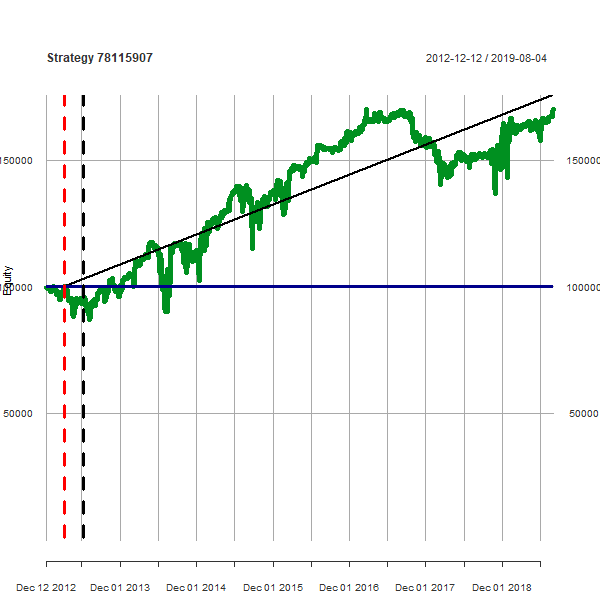 Strategy 78115907
2012-12-12 / 2019-08-04
150000
150000
Equity
100000
100000
50000
50000
Dec 12 2012
Dec 01 2013
Dec 01 2014
Dec 01 2015
Dec 01 2016
Dec 01 2017
Dec 01 2018